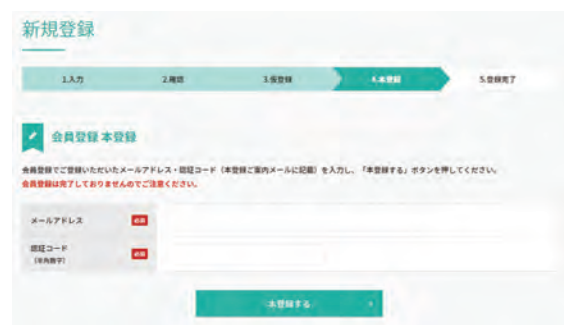 新規登録
1.入力 2.確認 3.仮登録 4.本登録 5.登録完了
会員登録 本登録
会員登録でご登録いただいたメールアドレス・認証コード（本登録ご案内メールに記載）を入力し、「本登録する」ボタンを押してください。
会員登録は完了しておりませんのでご注意ください。
メールアドレス 必須
認証コード 必須
（半角数字）
本登録する